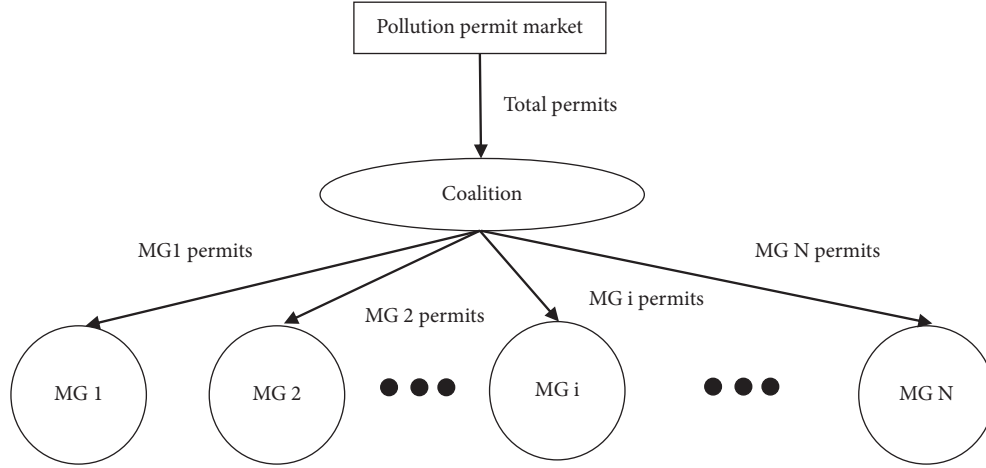 Pollution permit market
Total permits
Coalition
MG1 permits
MG N permits
MG 2 permits
MG i permits
MG 1
MG 2
MG i
MG N